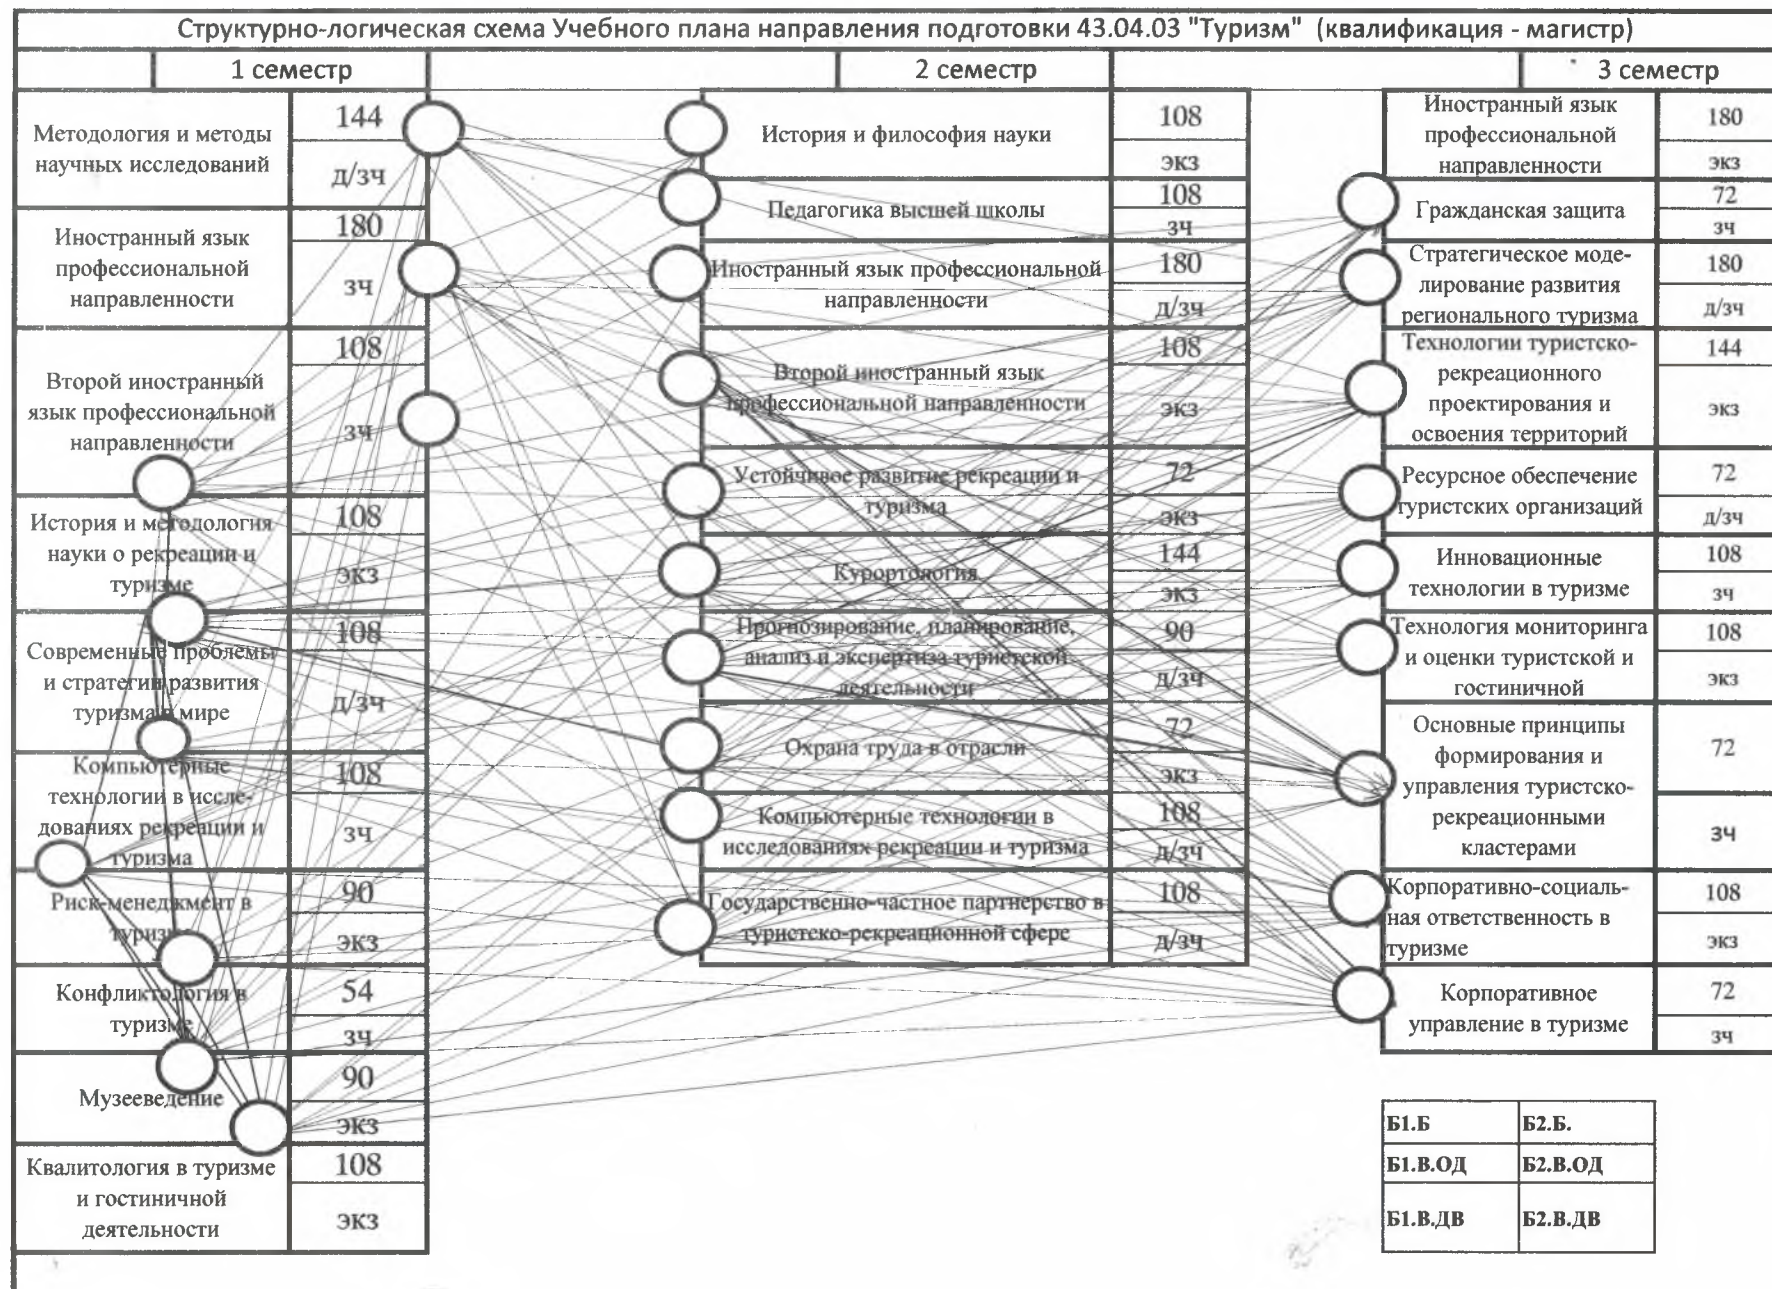 Структурно-логическая схема Учебного плана направления подготовки 43.04.03 "Туризм" (квалификация - магистр)
1 семестр
2 семестр
3 семестр
Методология и методы
научных исследований
144
д/зч
Иностранный язык
профессиональной
направленности
180
зч
Второй иностранный
язык профессиональной
направленности
108
зч
История и методология
науки о рекреации и
туризме
108
экз
Современные проблемы
и стратегии развития
туризма в мире
108
д/зч
Компьютерные
технологии в иссле-
дованиях рекреации и
туризма
108
зч
Риск-менеджмент в
туризме
90
экз
Конфликтология в
туризме
54
зч
Музееведение
90
экз
Квалитология в туризме
и гостиничной
деятельности
108
экз
История и философия науки
108
экз
Педагогика высшей школы
108
зч
Иностранный язык профессиональной
направленности
180
д/зч
Второй иностранный язык
профессиональной направленности
108
экз
Устойчивое развитие рекреации и
туризма
72
экз
Курортология
144
экз
Прогнозирование, планирование,
анализ и экспертиза туристской
деятельности
90
д/зч
Охрана труда в отрасли
72
экз
Компьютерные технологии в
исследованиях рекреации и туризма
108
д/зч
Государственно-частное партнерство в
туристско-рекреационной сфере
108
д/зч
Иностранный язык
профессиональной
направленности
180
экз
Гражданская защита
72
зч
Стратегическое моде-
лирование развития
регионального туризма
180
д/зч
Технологии туристско-
рекреационного
проектирования и
освоения территорий
144
экз
Ресурсное обеспечение
туристских организаций
72
д/зч
Инновационные
технологии в туризме
108
зч
Технология мониторинга
и оценки туристской и
гостиничной
108
экз
Основные принципы
формирования и
управления туристско-
рекреационными
кластерами
72
зч
Корпоративно-социаль-
ная ответственность в
туризме
108
экз
Корпоративное
управление в туризме
72
зч
Б1.Б
Б2.Б.
Б1.В.ОД
Б2.В.ОД
Б1.В.ДВ
Б2.В.ДВ